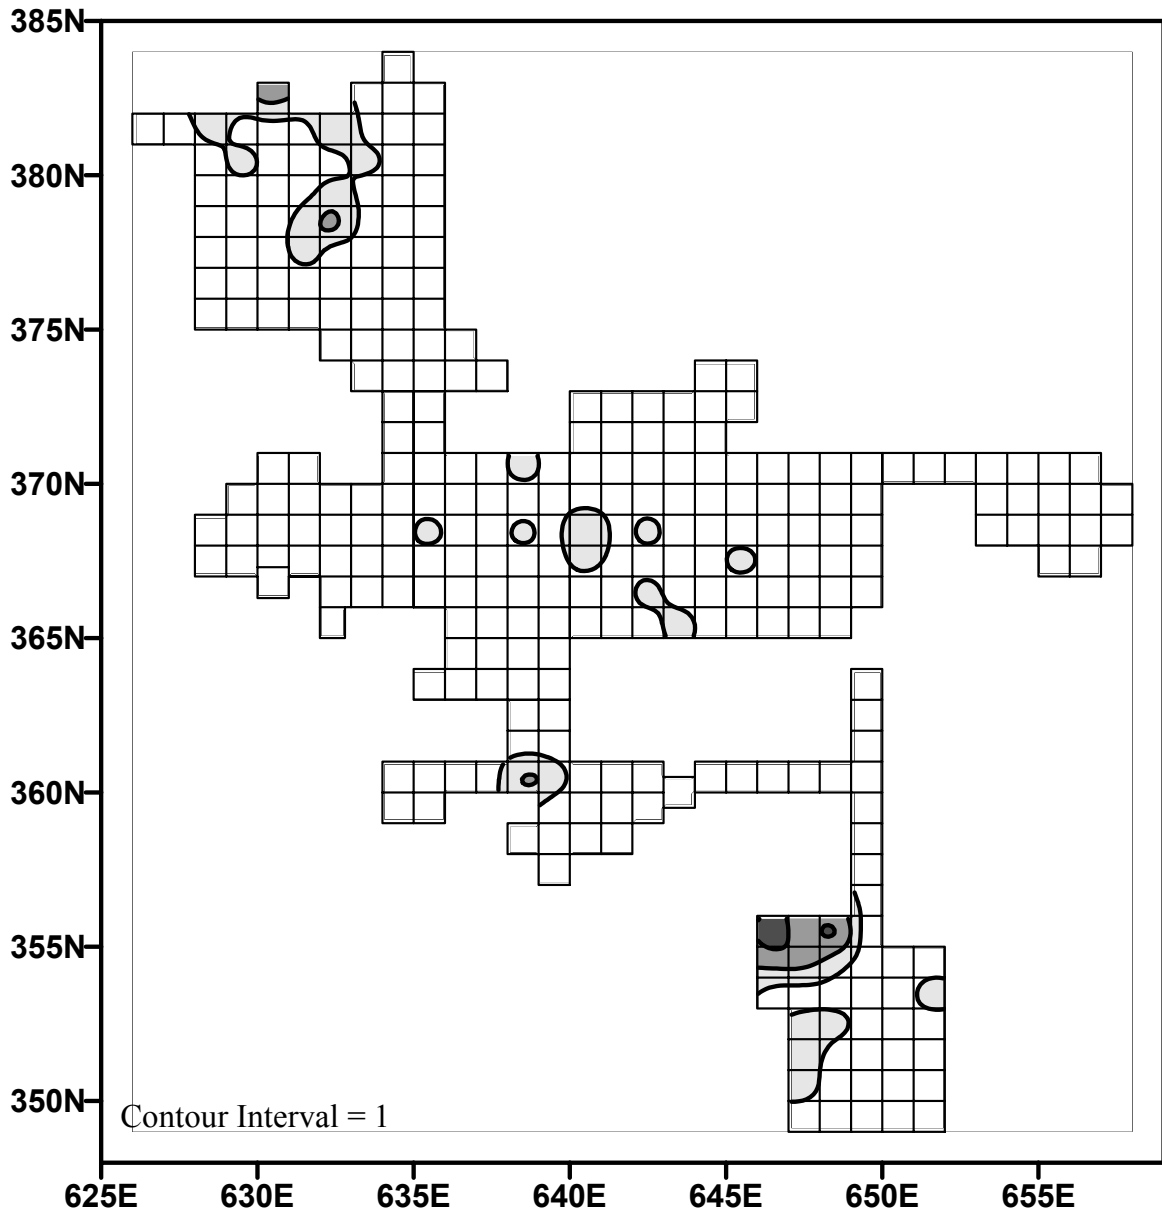 385N
380N
375N
370N
365N
360N
355N
350N
Contour Interval = 1
625E 630E 635E 640E 645E 650E 655E